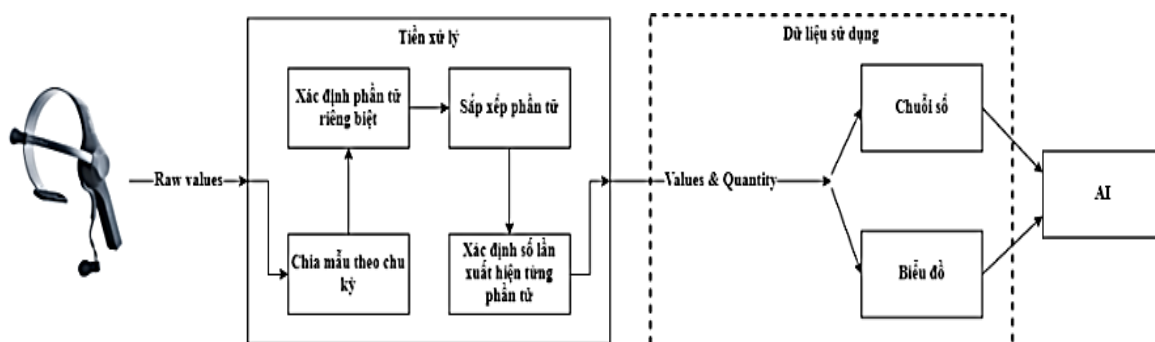 Tiền xử lý
Dữ liệu sử dụng
Xác định phần tử
riêng biệt
Sắp xếp phần tử
Chuỗi số
Raw values
Values & Quantity
AI
Chia mẫu theo chu
kỳ
Xác định số lần
xuất hiện từng
phần tử
Biễu đồ